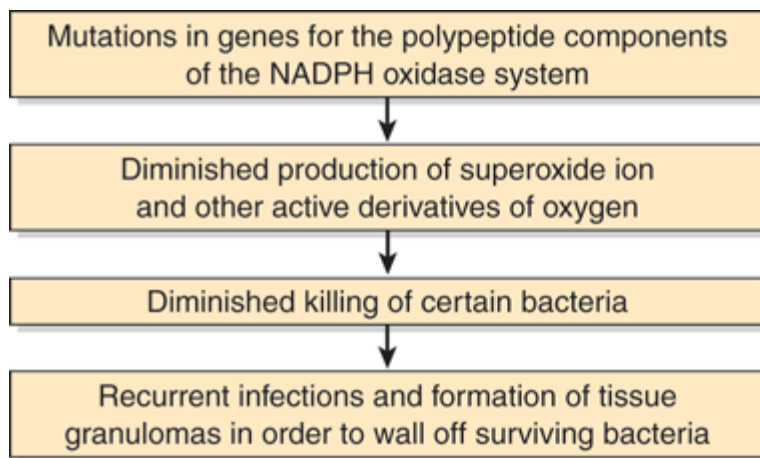 Mutations in genes for the polypeptide components
of the NADPH oxidase system
Diminished production of superoxide ion
and other active derivatives of oxygen
Diminished killing of certain bacteria
Recurrent infections and formation of tissue
granulomas in order to wall off surviving bacteria